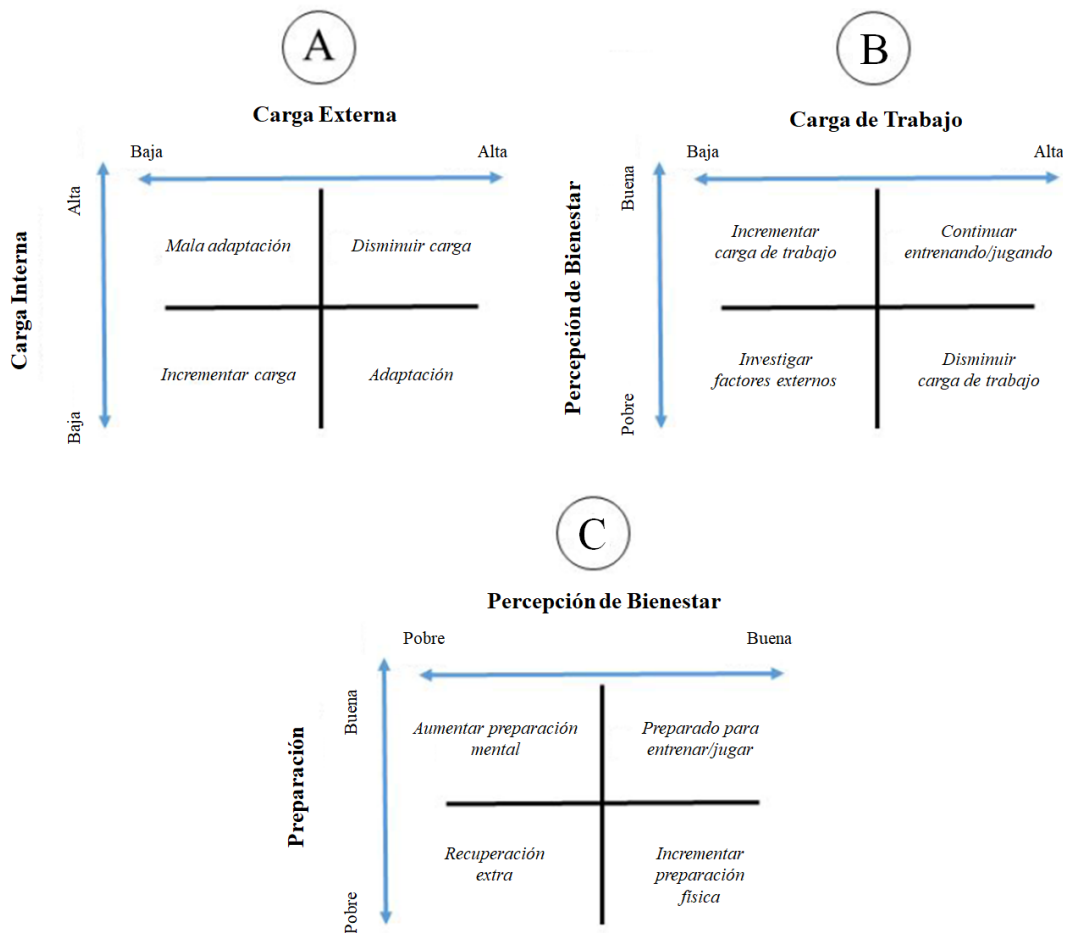 A
Carga Externa
Baja
Alta
Carga Interna
Alta
Baja
Mala adaptación
Disminuir carga
Incrementar carga
Adaptación
B
Carga de Trabajo
Baja
Alta
Percepción de Bienestar
Buena
Pobre
Incrementar
carga de trabajo
Continuar
entrenando/jugando
Investigar
factores externos
Disminuir
carga de trabajo
C
Percepción de Bienestar
Pobre
Buena
Preparación
Buena
Pobre
Aumentar preparación
mental
Preparado para
entrenar/jugar
Recuperación
extra
Incrementar
preparación
física